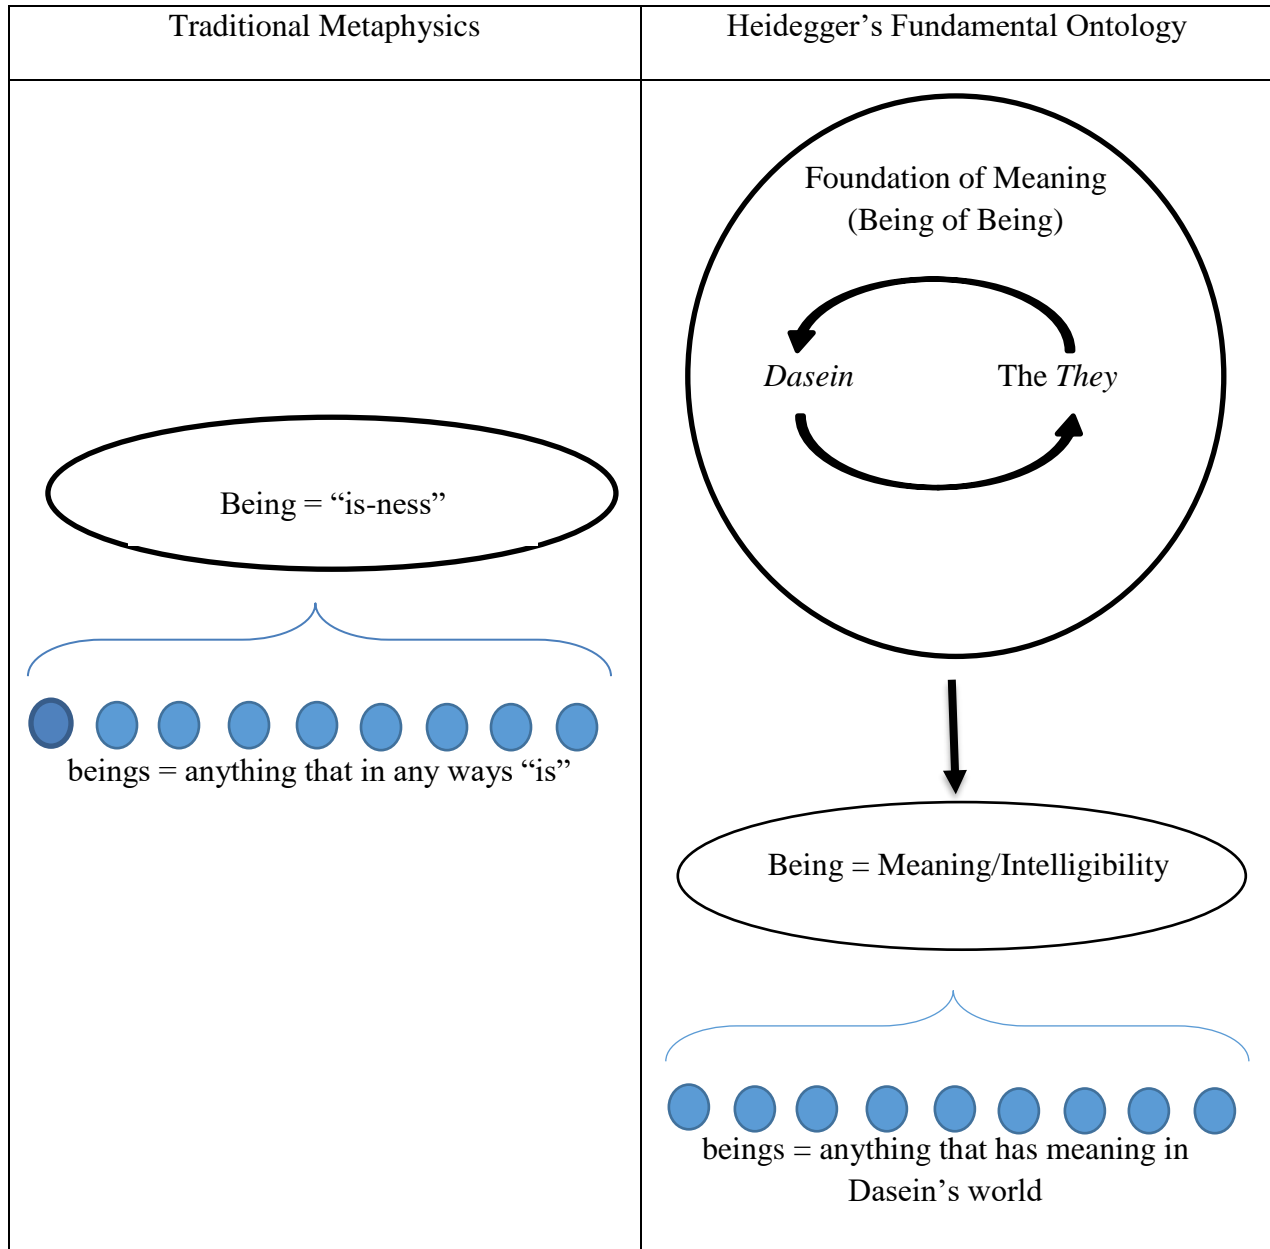 Traditional Metaphysics
Heidegger’s Fundamental Ontology
Being = “is-ness”
beings = anything that in any ways “is”
Foundation of Meaning
(Being of Being)
Dasein
The They
Being = Meaning/Intelligibility
beings = anything that has meaning in
Dasein’s world